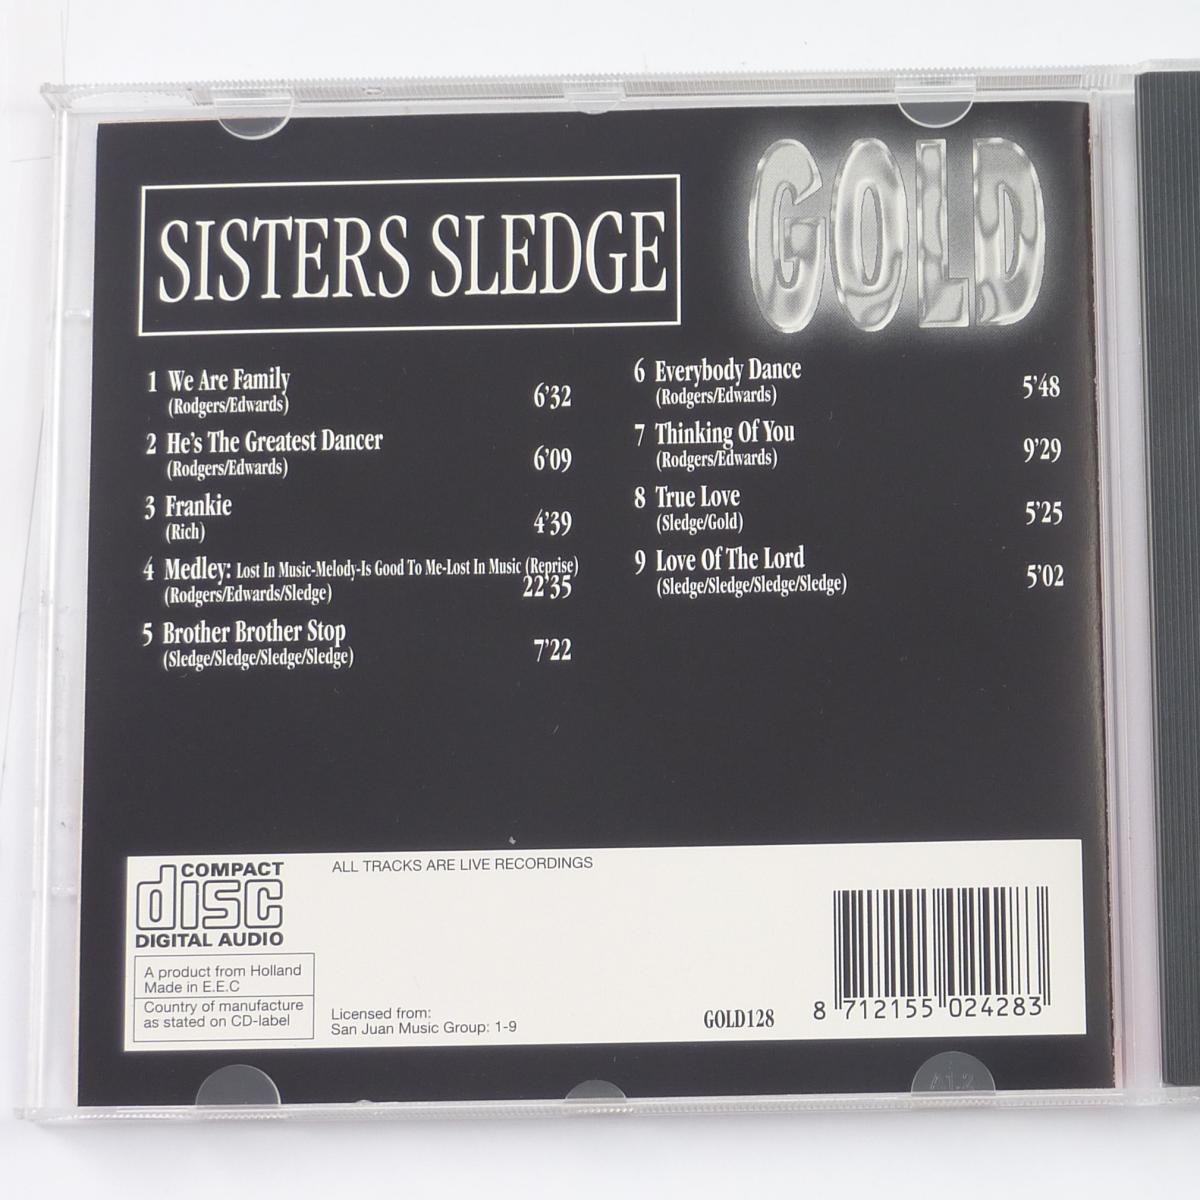 SISTERS SLEDGE
GOLD
1 We Are Family
(Rodgers/Edwards) 6'32
2 He's The Greatest Dancer
(Rodgers/Edwards) 6'09
3 Frankie
(Rich) 4'39
4 Medley: Lost In Music-Melody-Is Good To Me-Lost In Music (Reprise)
(Rodgers/Edwards/Sledge) 22'35
5 Brother Brother Stop
(Sledge/Sledge/Sledge/Sledge) 7'22
6 Everybody Dance
(Rodgers/Edwards) 5'48
7 Thinking Of You
(Rodgers/Edwards) 9'29
8 True Love
(Sledge/Gold) 5'25
9 Love Of The Lord
(Sledge/Sledge/Sledge/Sledge) 5'02
COMPACT
disc
DIGITAL AUDIO
A product from Holland
Made in E.E.C
Country of manufacture
as stated on CD-label
ALL TRACKS ARE LIVE RECORDINGS
Licensed from:
San Juan Music Group: 1-9
GOLD128
8 712155 024283